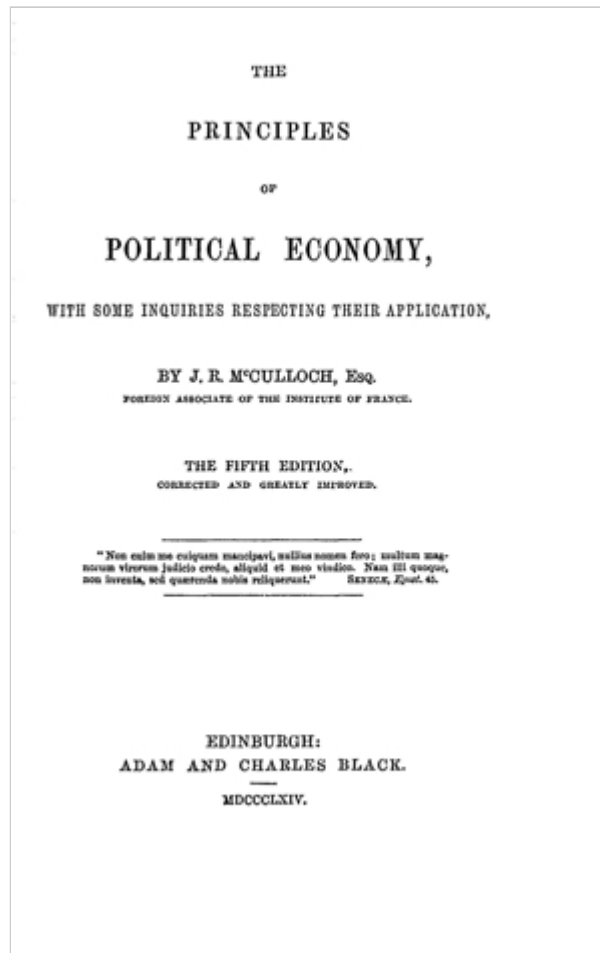 THE
PRINCIPLES
OF
POLITICAL ECONOMY,
WITH SOME INQUIRIES RESPECTING THEIR APPLICATION,
BY J. R. McCULLOCH, Esq.
FOREIGN ASSOCIATE OF THE INSTITUTE OF FRANCE.
THE FIFTH EDITION,
CORRECTED AND GREATLY IMPROVED.
"Non enim me cuiquam mancipavi, nullius nomen fero; multum mag-
norum virorum judicio credo, aliquid et meo vindico. Nam illi quoque,
non inventa, sed quærenda nobis reliquerunt." SENECÆ, Epist. 45.
EDINBURGH:
ADAM AND CHARLES BLACK.
MDCCCLXIV.